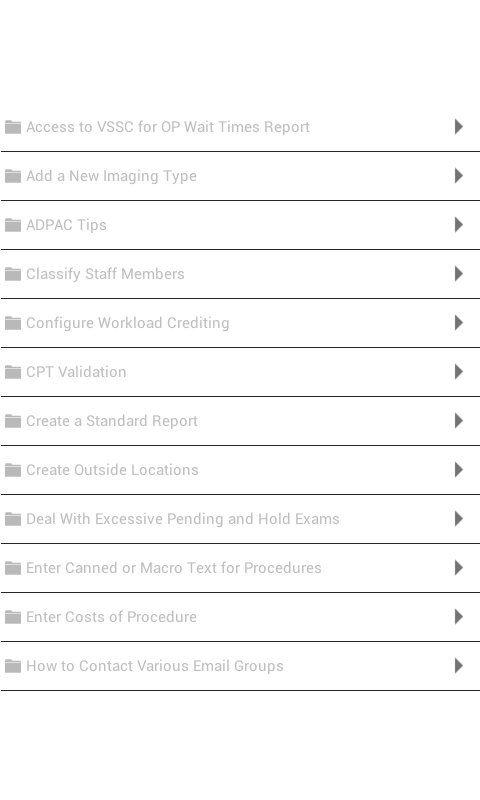 Access to VSSC for OP Wait Times Report
Add a New Imaging Type
ADPAC Tips
Classify Staff Members
Configure Workload Crediting
CPT Validation
Create a Standard Report
Create Outside Locations
Deal With Excessive Pending and Hold Exams
Enter Canned or Macro Text for Procedures
Enter Costs of Procedure
How to Contact Various Email Groups